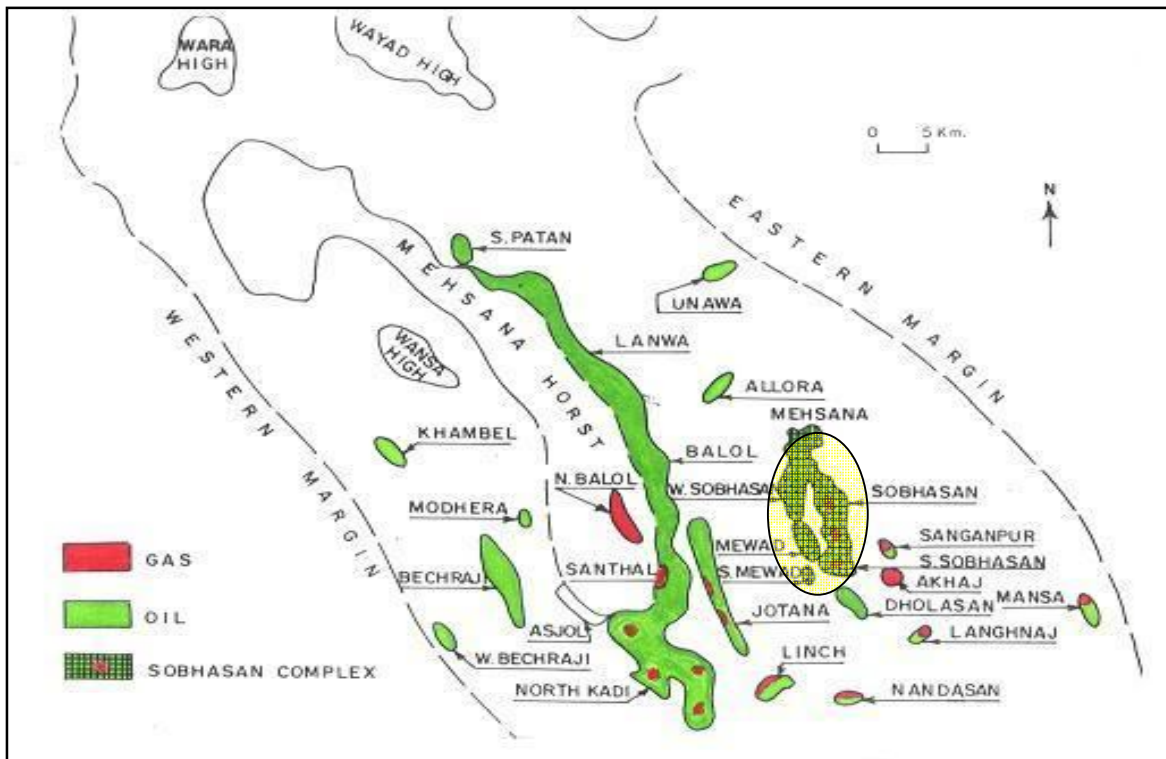 WARA
HIGH
WAYAD HIGH
0 5 Km.
N
EASTERN MARGIN
S. PATAN
MEHSANA HORST
UNAWA
LANWA
WANSA
HIGH
WESTERN MARGIN
ALLORA
MEHSANA
KHAMBEL
BALOL
N. BALOL
W. SOBHASAN
SOBHASAN
MODHERA
SANGANPUR
MEWAD
S. SOBHASAN
GAS
BECHRAJI
SANTHAL
S. MEWAD
AKHAJ
MANSA
OIL
JOTANA
DHOLASAN
ASJOL
LANGHNAJ
W. BECHRAJI
LINCH
SOBHASAN COMPLEX
NORTH KADI
NANDASAN